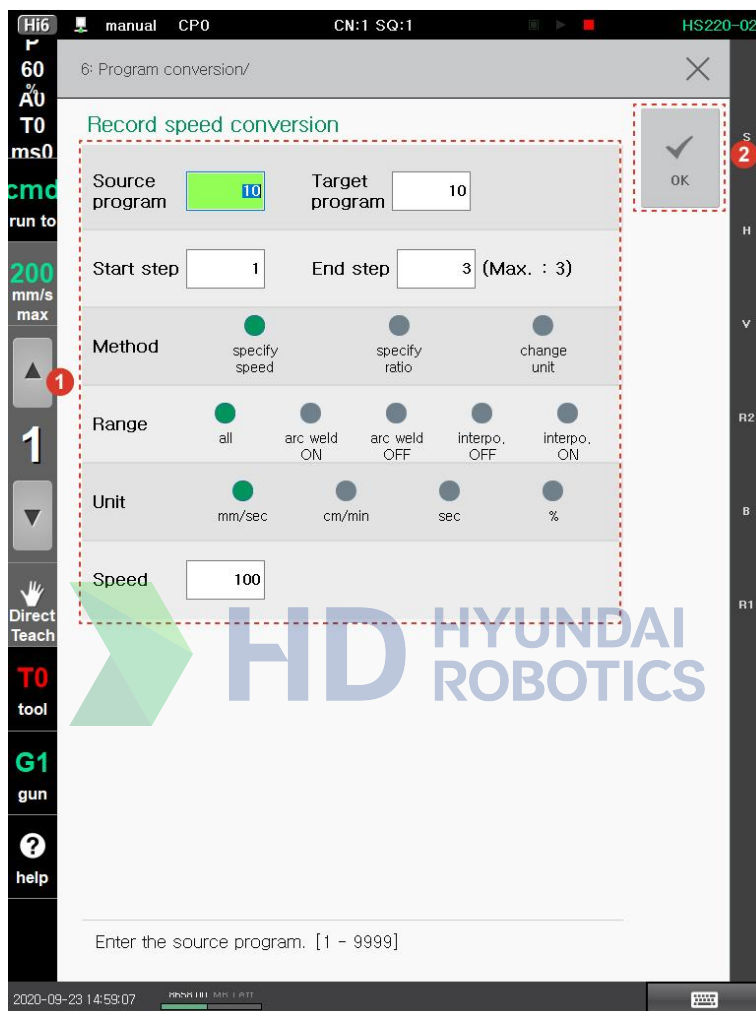 Hi6 manual CP0 CN:1 SQ:1 HS220-02
P
60
%
A0
T0
ms0
cmd
run to
200
mm/s
max
1
Direct
Teach
T0
tool
G1
gun
?
help
6: Program conversion/
Record speed conversion
Source program 10 Target program 10
Start step 1 End step 3 (Max. : 3)
Method
specify speed
specify ratio
change unit
Range
all
arc weld ON
arc weld OFF
interpo. OFF
interpo. ON
Unit
mm/sec cm/min sec %
Speed 100
1
OK
2
S
H
V
R2
B
R1
HD HYUNDAI
ROBOTICS
Enter the source program. [1 - 9999]
2020-09-23 14:59:07